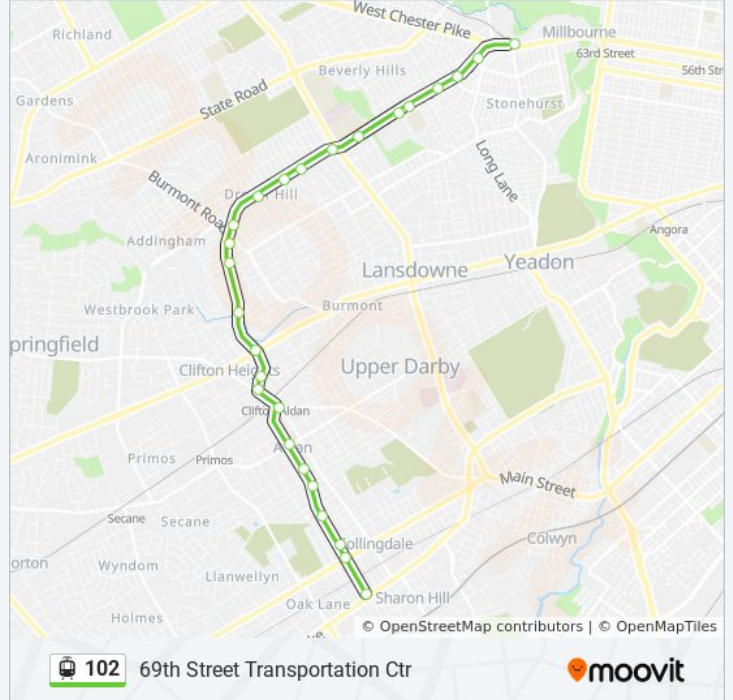 West Chester Pike
Millbourne
Richland
63rd Street
Beverly Hills
56th Str
State Road
Gardens
Stonehurst
Aronimink
Long Lane
Burmont Road
Hill
Angora
Addingham
Lansdowne
Yeadon
Westbrook Park
Burmont
pringfield
Upper Darby
Clifton Heights
Clifton-Aldan
Aldan
Primos
Primos
Main Street
Secane
Secane
Colwyn
ollingdale
orton
Wyndom
Llanwellyn
Oak Lane
Sharon Hill
Holmes
© OpenStreetMap contributors | © OpenMapTiles
102 69th Street Transportation Ctr
moovit